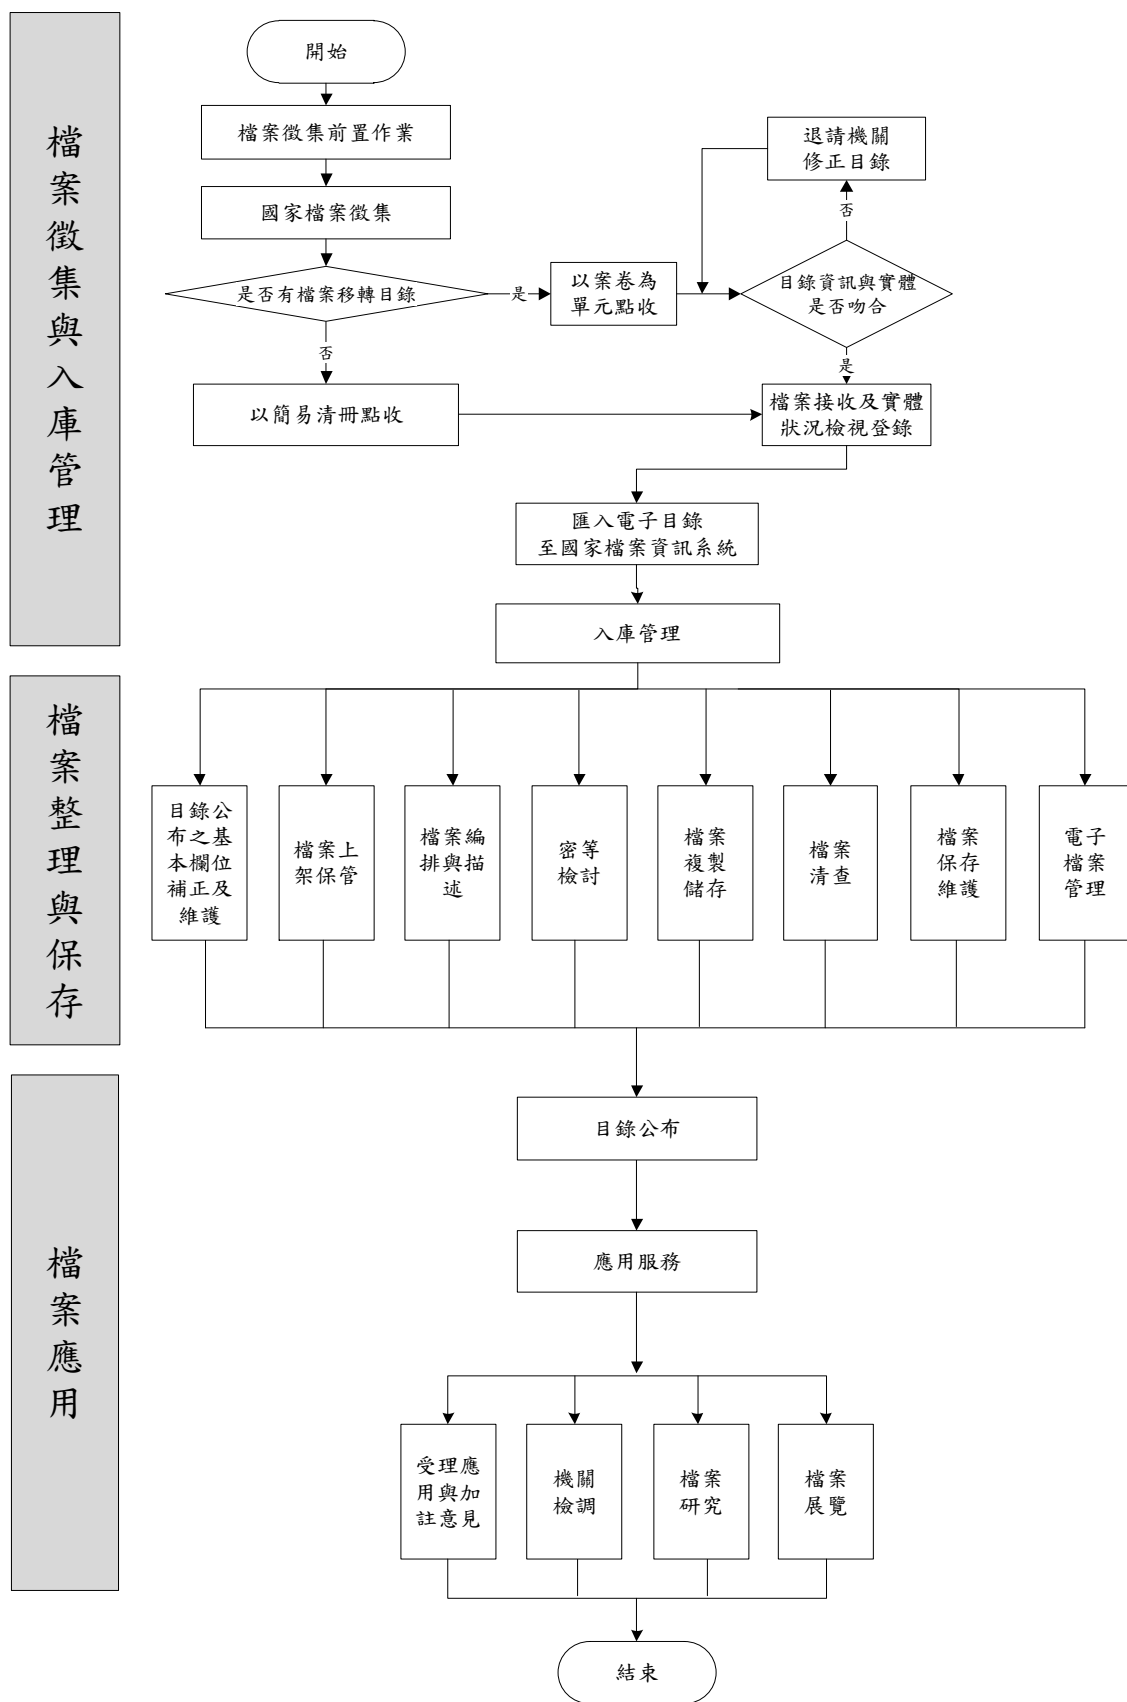 檔案徵集與入庫管理
開始
檔案徵集前置作業
國家檔案徵集
是否有檔案移轉目錄
是
以案卷為
單元點收
退請機關
修正目錄
否
目錄資訊與實體
是否吻合
否
是
以簡易清冊點收
檔案接收及實體
狀況檢視登錄
匯入電子目錄
至國家檔案資訊系統
入庫管理
檔案整理與保存
目錄公
布之基
本欄位
補正及
維護
檔案上
架保管
檔案編
排與描
述
密等
檢討
檔案
複製
儲存
檔案
清查
檔案
保存
維護
電子
檔案
管理
檔案應用
目錄公布
應用服務
受理應
用與加
註意見
機關
檢調
檔案
研究
檔案
展覽
結束